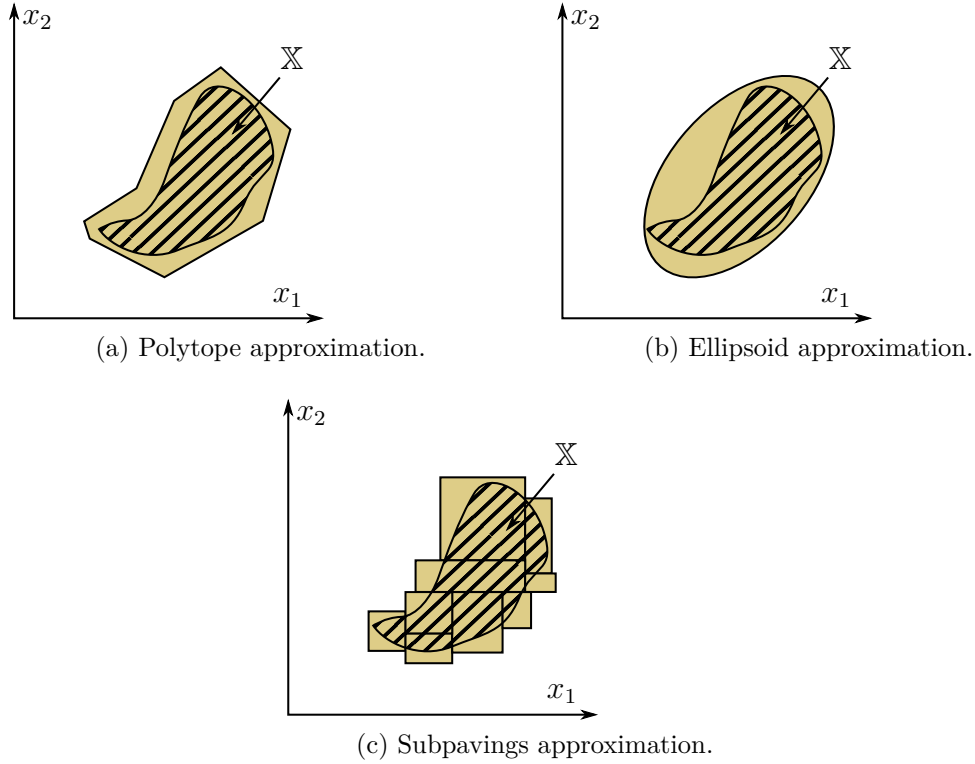 x₂
𝕏
x₁
(a) Polytope approximation.
x₂
𝕏
x₁
(b) Ellipsoid approximation.
x₂
𝕏
x₁
(c) Subpavings approximation.